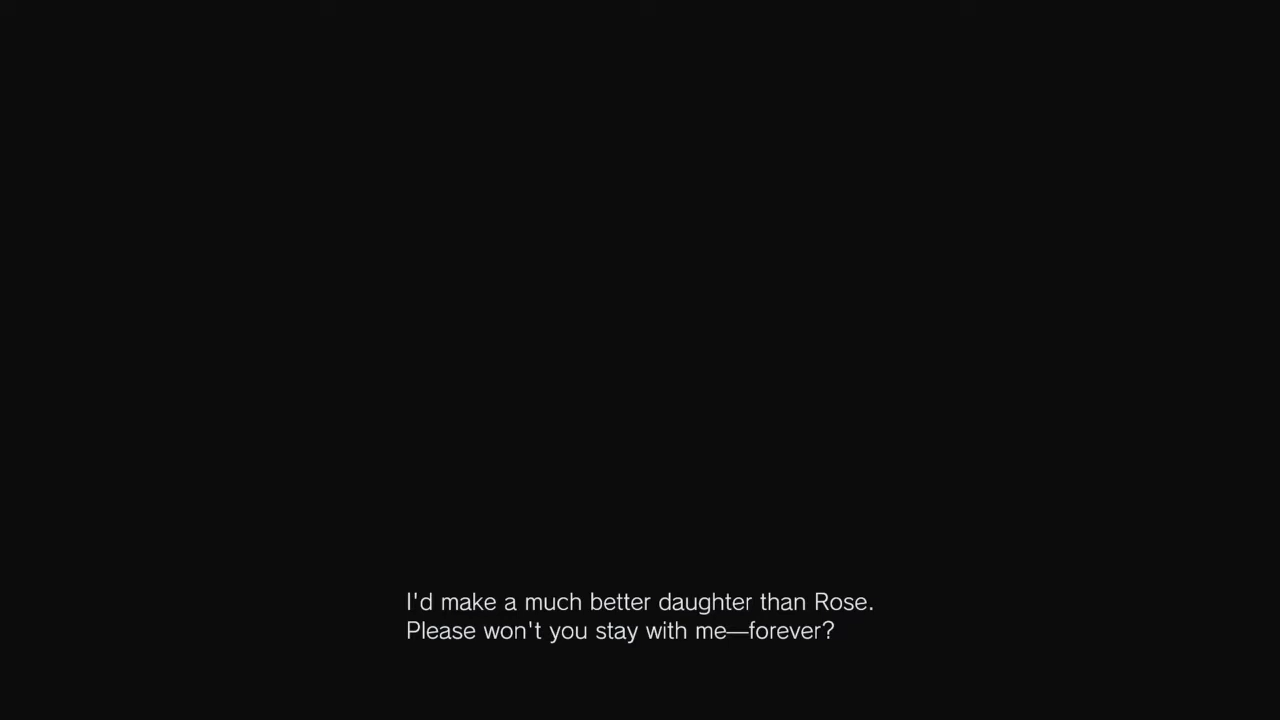 I'd make a much better daughter than Rose.
Please won't you stay with me—forever?